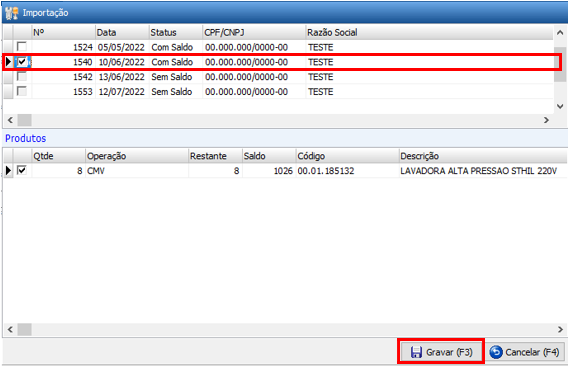 Importação
Nº Data Status CPF/CNPJ Razão Social
1524 05/05/2022 Com Saldo 00.000.000/0000-00 TESTE
1540 10/06/2022 Com Saldo 00.000.000/0000-00 TESTE
1542 13/06/2022 Sem Saldo 00.000.000/0000-00 TESTE
1553 12/07/2022 Sem Saldo 00.000.000/0000-00 TESTE
Produtos
Qtde Operação Restante Saldo Código Descrição
8 CMV 8 1026 00.01.185132 LAVADORA ALTA PRESSAO STHIL 220V
Gravar (F3) Cancelar (F4)